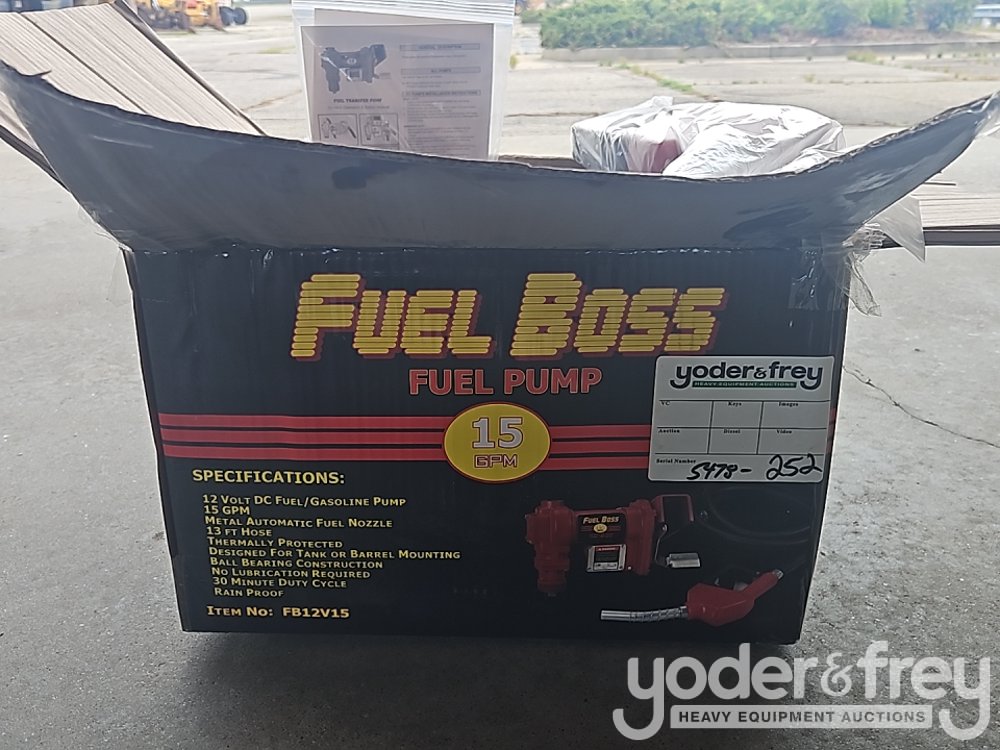 GENERAL DESCRIPTION
FUEL TRANSFER PUMP
FUEL BOSS
FUEL PUMP
15
GPM
yoder&frey
HEAVY EQUIPMENT AUCTIONS
VC Keys Images
Auction Diesel Video
Serial Number 5478-252
SPECIFICATIONS:
12 VOLT DC FUEL/GASOLINE PUMP
15 GPM
METAL AUTOMATIC FUEL NOZZLE
13 FT HOSE
THERMALLY PROTECTED
DESIGNED FOR TANK OR BARREL MOUNTING
BALL BEARING CONSTRUCTION
NO LUBRICATION REQUIRED
30 MINUTE DUTY CYCLE
RAIN PROOF
ITEM NO: FB12V15
FUEL BOSS
yoder&frey
HEAVY EQUIPMENT AUCTIONS